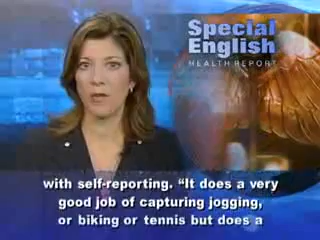 Special
English
HEALTH REPORT
with self-reporting. “It does a very
good job of capturing jogging,
or biking or tennis but does a